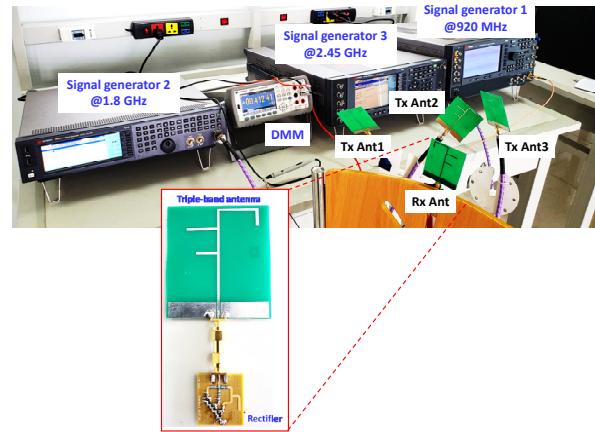 Signal generator 1
@920 MHz
Signal generator 3
@2.45 GHz
Signal generator 2
@1.8 GHz
DMM
Tx Ant2
Tx Ant1
Tx Ant3
Rx Ant
Triple-band antenna
Rectifier